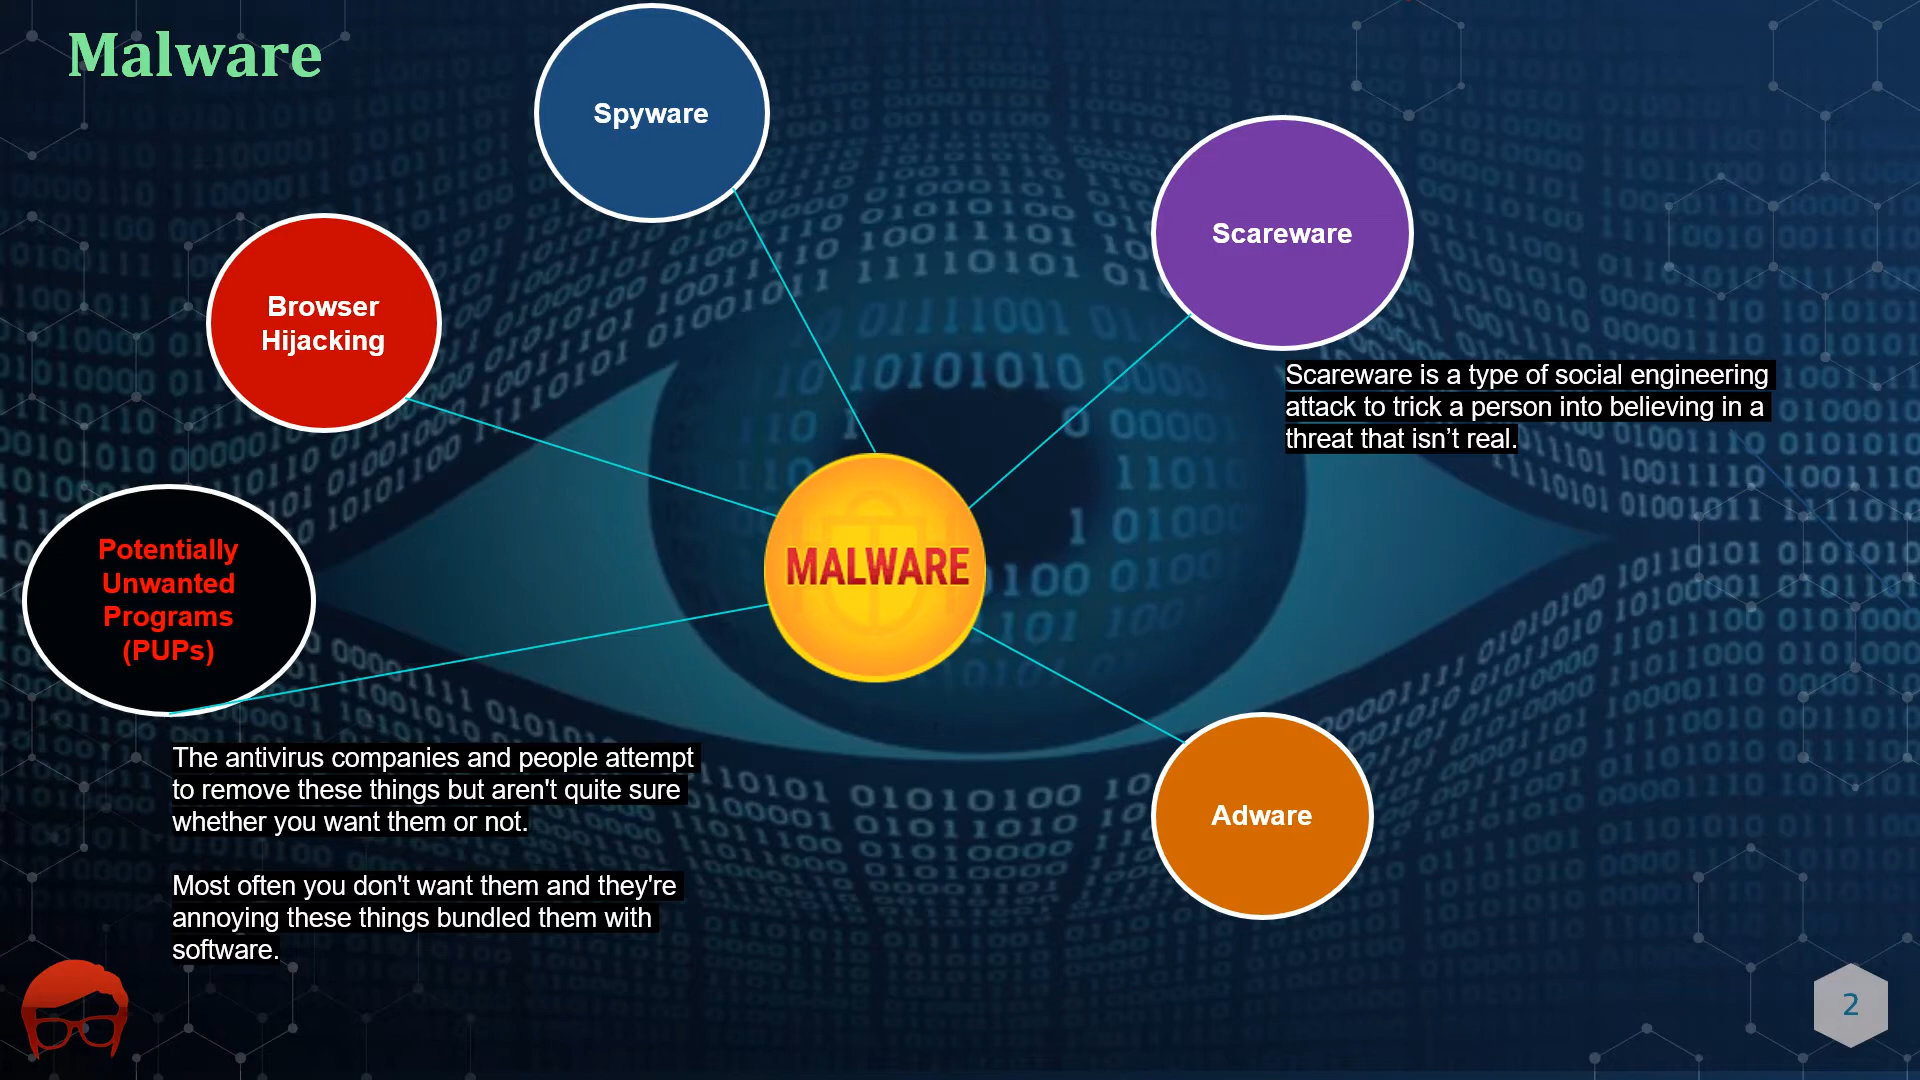 Malware
Spyware
Scareware
Browser
Hijacking
Scareware is a type of social engineering
attack to trick a person into believing in a
threat that isn’t real.
MALWARE
Potentially
Unwanted
Programs
(PUPs)
The antivirus companies and people attempt
to remove these things but aren't quite sure
whether you want them or not.
Most often you don't want them and they're
annoying these things bundled them with
software.
Adware
2